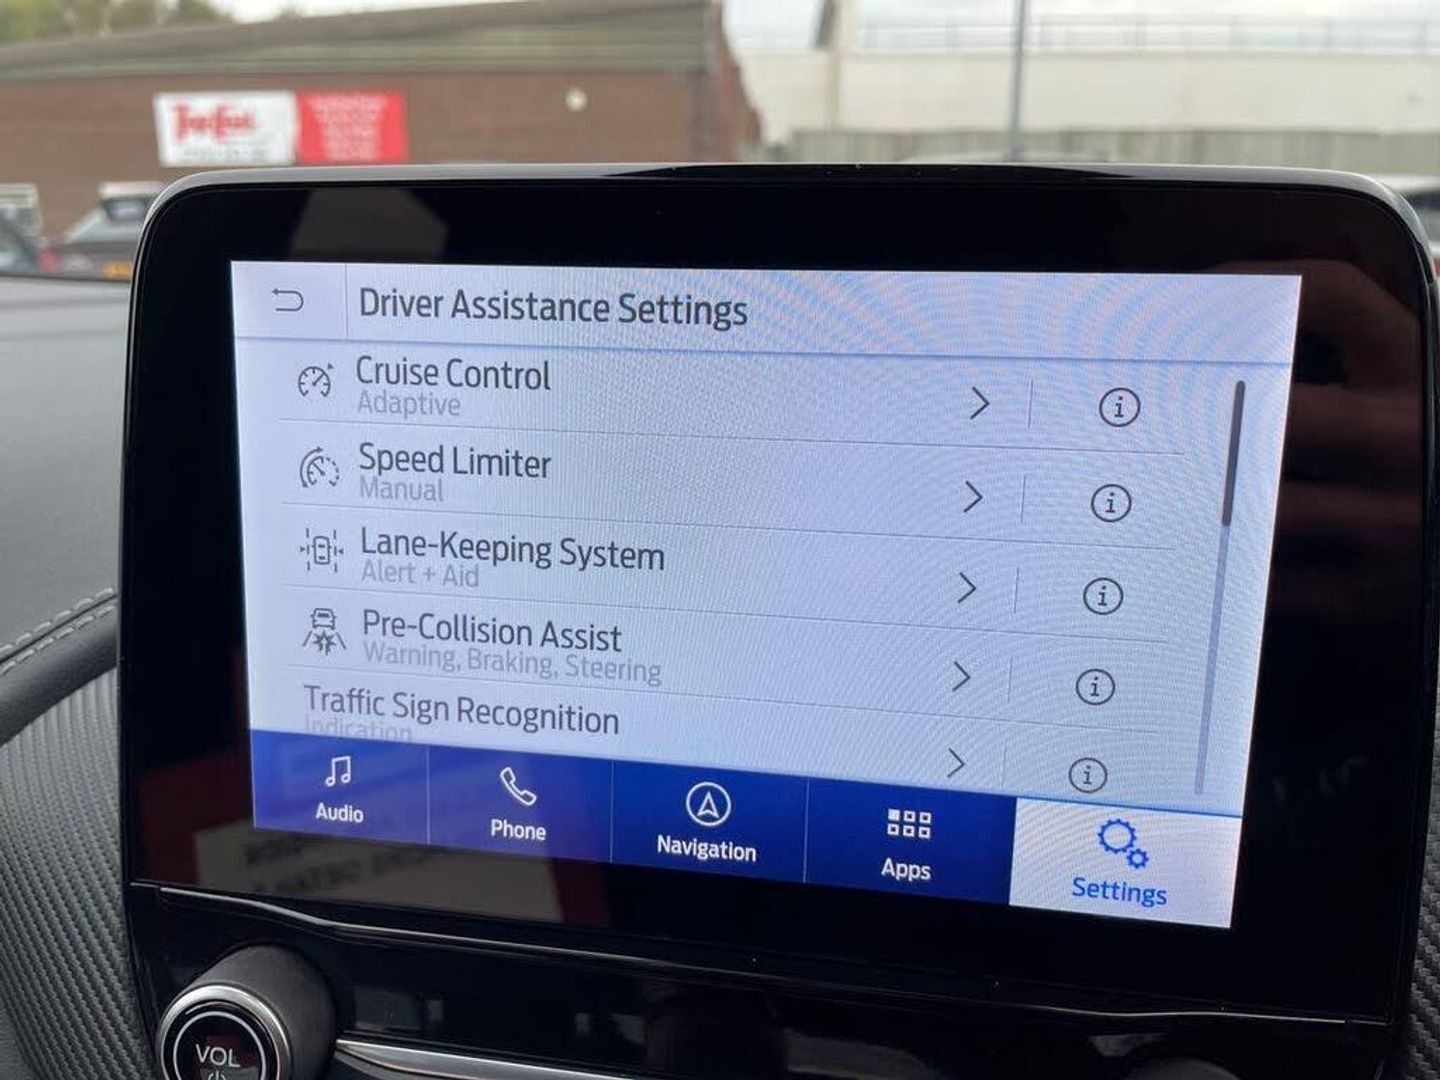 Driver Assistance Settings
Cruise Control
Adaptive
Speed Limiter
Manual
Lane-Keeping System
Alert + Aid
Pre-Collision Assist
Warning, Braking, Steering
Traffic Sign Recognition
Indication
Audio
Phone
Navigation
Apps
Settings
VOL